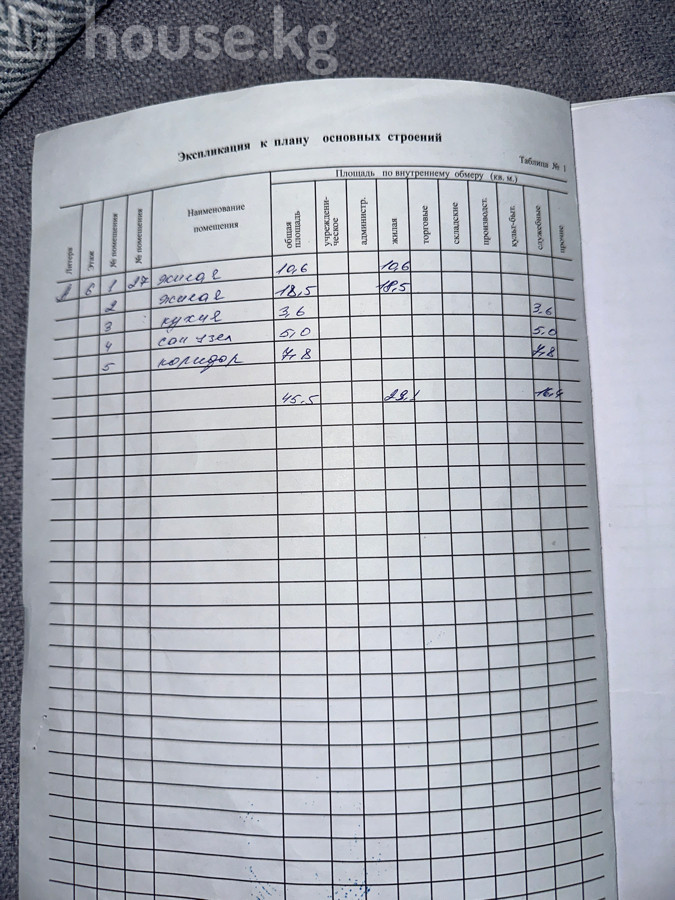 house.kg
Экспликация к плану основных строений
Таблица № 1
Площадь по внутреннему обмеру (кв. м.)
Литера
Этаж
№ помещения
№ помещения
Наименование
помещения
общая
площадь
учреждени-
ческое
администр.
жилая
торговые
складские
производст.
культ-быт.
служебные
прочие
6 1 27 жилая 10,6 10,6
2 жилая 18,5 18,5
3 кухня 3,6 3,6
4 сан узел 5,0 5,0
5 коридор 7,8 7,8
45,5 29,1 16,4